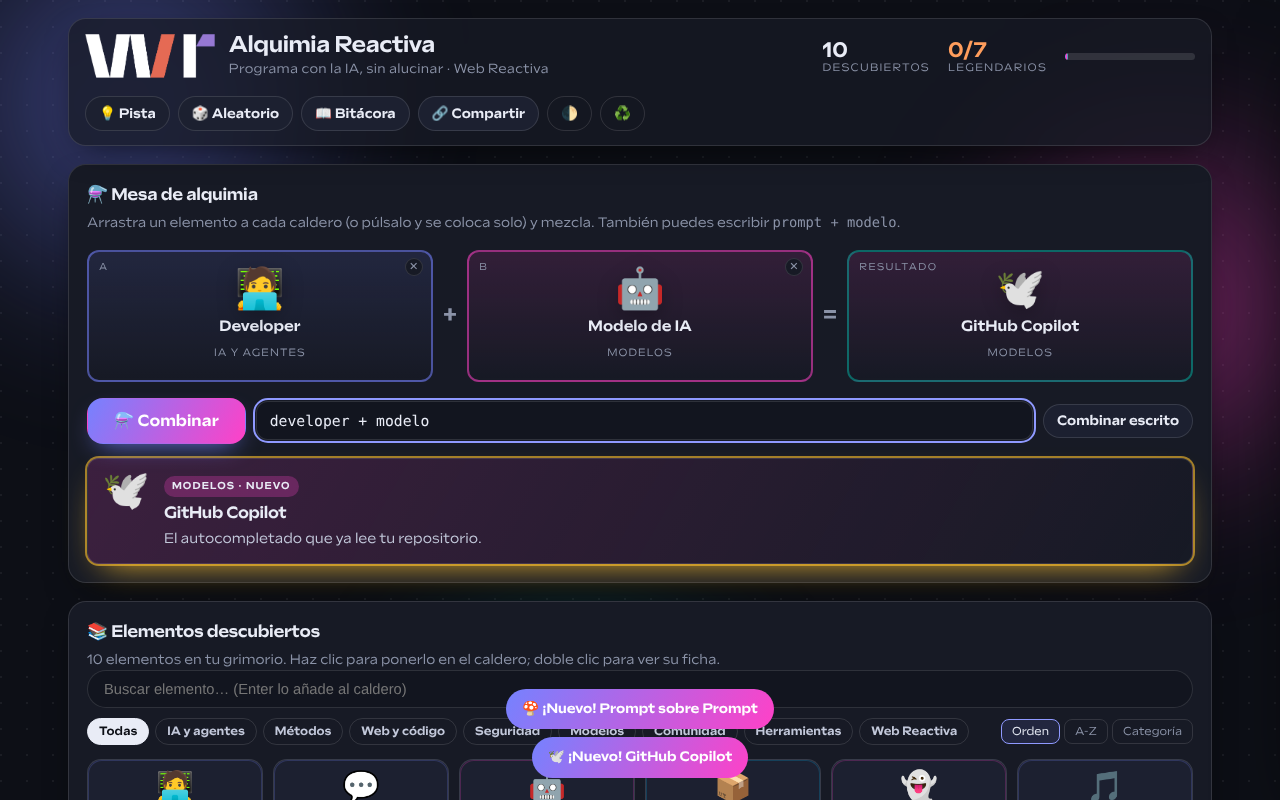 Wr
Alquimia Reactiva
Programa con la IA, sin alucinar · Web Reactiva
10
DESCUBIERTOS
0/7
LEGENDARIOS
Pista
Aleatorio
Bitácora
Compartir
Mesa de alquimia
Arrastra un elemento a cada caldero (o púlsalo y se coloca solo) y mezcla. También puedes escribir prompt + modelo.
A
Developer
IA Y AGENTES
+
B
Modelo de IA
MODELOS
=
RESULTADO
GitHub Copilot
MODELOS
Combinar
developer + modelo
Combinar escrito
MODELOS · NUEVO
GitHub Copilot
El autocompletado que ya lee tu repositorio.
Elementos descubiertos
10 elementos en tu grimorio. Haz clic para ponerlo en el caldero; doble clic para ver su ficha.
Buscar elemento… (Enter lo añade al caldero)
¡Nuevo! Prompt sobre Prompt
Todas
IA y agentes
Métodos
Web y código
Seguridad
Modelos
Comunidad
Herramientas
Web Reactiva
Orden
A-Z
Categoría
¡Nuevo! GitHub Copilot